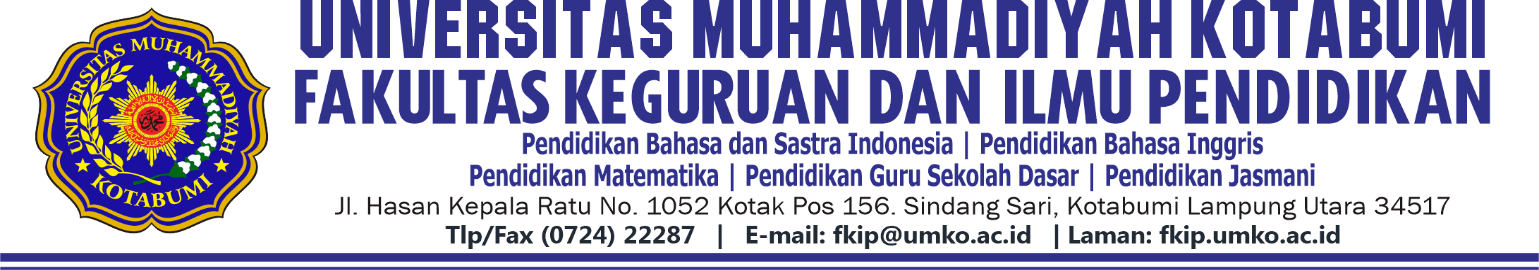 UNIVERSITAS MUHAMMADIYAH KOTABUMI
UNIVERSITAS MUHAMMADIYAH KOTABUMI
FAKULTAS KEGURUAN DAN ILMU PENDIDIKAN
Pendidikan Bahasa dan Sastra Indonesia | Pendidikan Bahasa Inggris
Pendidikan Matematika | Pendidikan Guru Sekolah Dasar | Pendidikan Jasmani
Jl. Hasan Kepala Ratu No. 1052 Kotak Pos 156. Sindang Sari, Kotabumi Lampung Utara 34517
Tlp/Fax (0724) 22287 | E-mail: fkip@umko.ac.id | Laman: fkip.umko.ac.id